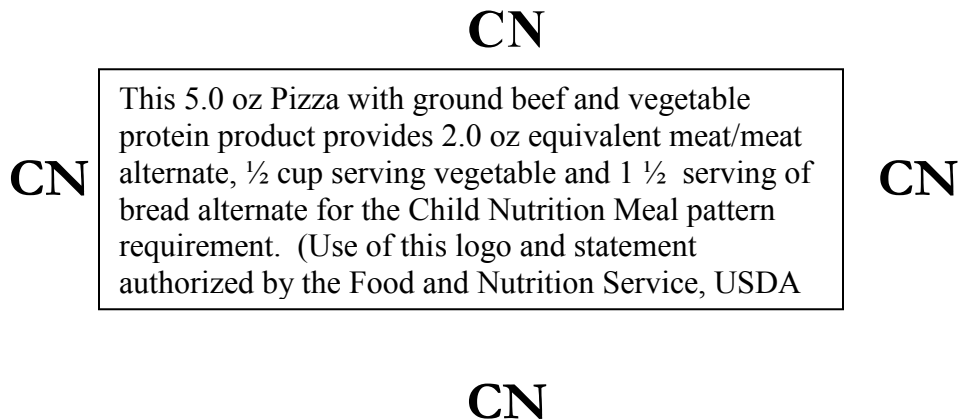 CN
This 5.0 oz Pizza with ground beef and vegetable
protein product provides 2.0 oz equivalent meat/meat
CN alternate, ½ cup serving vegetable and 1 ½ serving of CN
bread alternate for the Child Nutrition Meal pattern
requirement. (Use of this logo and statement
authorized by the Food and Nutrition Service, USDA
CN